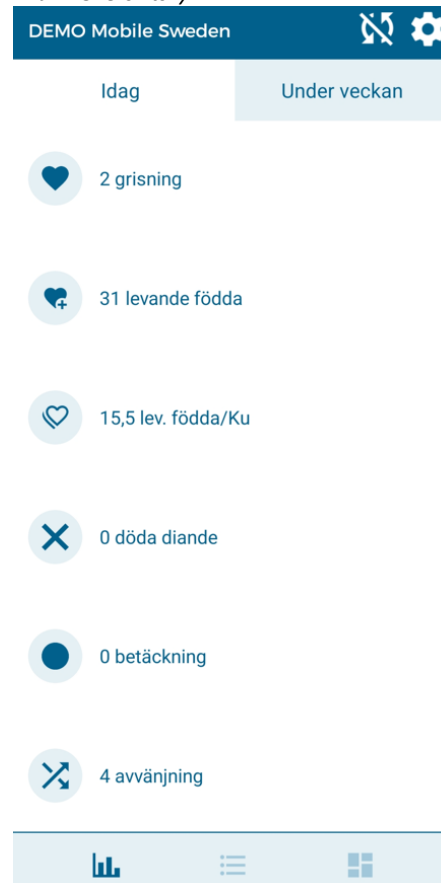 DEMO Mobile Sweden
Idag
Under veckan
2 grisning
31 levande födda
15,5 lev. födda/Ku
0 döda diande
0 betäckning
4 avvänjning